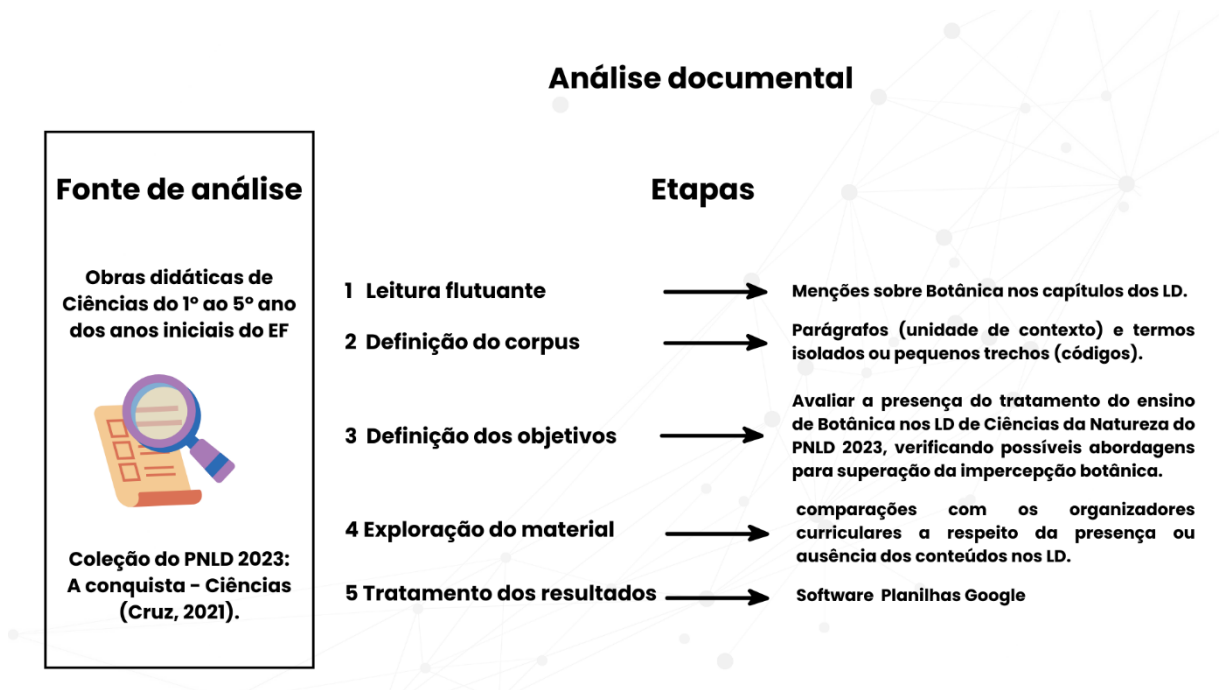 Análise documental
Fonte de análise
Obras didáticas de
Ciências do 1º ao 5º ano
dos anos iniciais do EF
Coleção do PNLD 2023:
A conquista - Ciências
(Cruz, 2021).
Etapas
1 Leitura flutuante
Menções sobre Botânica nos capítulos dos LD.
2 Definição do corpus
Parágrafos (unidade de contexto) e termos
isolados ou pequenos trechos (códigos).
3 Definição dos objetivos
Avaliar a presença do tratamento do ensino
de Botânica nos LD de Ciências da Natureza do
PNLD 2023, verificando possíveis abordagens
para superação da impercepção botânica.
4 Exploração do material
comparações com os organizadores
curriculares a respeito da presença ou
ausência dos conteúdos nos LD.
5 Tratamento dos resultados
Software Planilhas Google